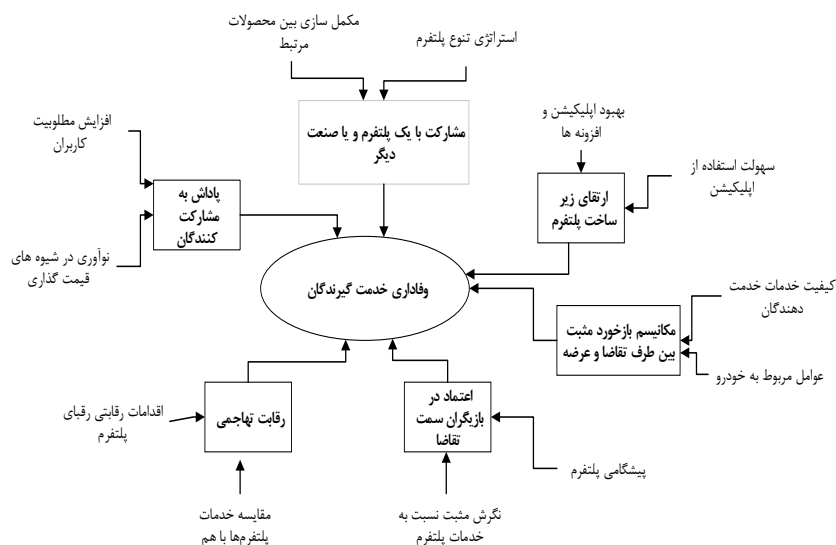 مکمل سازی بین محصولات
مرتبط
استراتژی تنوع پلتفرم
بهبود اپلیکیشن و
افزونه ها
افزایش مطلوبیت
کاربران
مشارکت با یک پلتفرم و یا صنعت
دیگر
سهولت استفاده از
اپلیکیشن
پاداش به
مشارکت
کنندگان
ارتقای زیر
ساخت پلتفرم
نوآوری در شیوه های
قیمت گذاری
وفاداری خدمت گیرندگان
کیفیت خدمات خدمت
دهندگان
مکانیسم بازخورد مثبت
بین طرف تقاضا و عرضه
عوامل مربوط به خودرو
اقدامات رقابتی رقبای
پلتفرم
رقابت تهاجمی
اعتماد در
بازیگران سمت
تقاضا
پیشگامی پلتفرم
مقایسه خدمات
پلتفرم‌ها با هم
نگرش مثبت نسبت به
خدمات پلتفرم